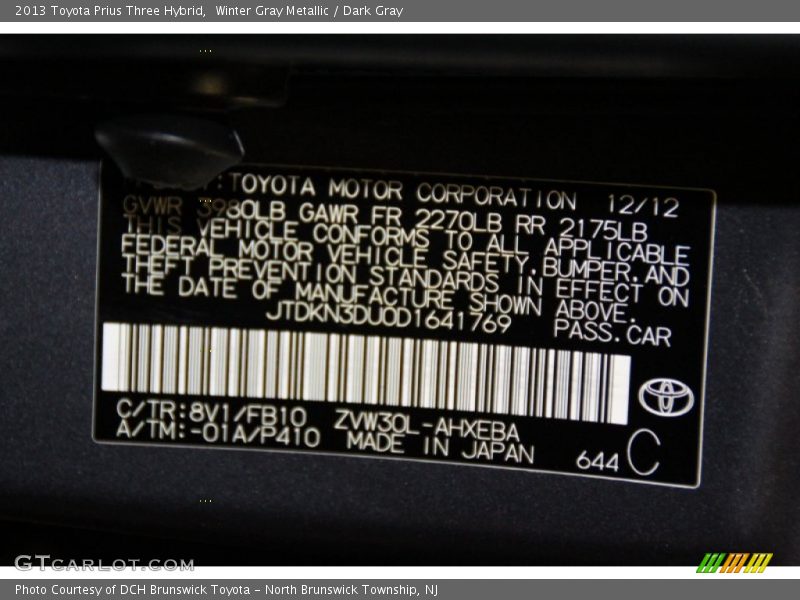 2013 Toyota Prius Three Hybrid,  Winter Gray Metallic / Dark Gray
:TOYOTA MOTOR CORPORATION 12/12
GVWR 3980LB GAWR FR 2270LB RR 2175LB
THIS VEHICLE CONFORMS TO ALL APPLICABLE
FEDERAL MOTOR VEHICLE SAFETY,BUMPER,AND
THEFT PREVENTION STANDARDS IN EFFECT ON
THE DATE OF MANUFACTURE SHOWN ABOVE.
JTDKN3DU0D1641769 PASS.CAR
C/TR:8V1/FB10 ZVW30L-AHXEBA
A/TM:-01A/P410 MADE IN JAPAN 644 C
GTCARLOT.COM
Photo Courtesy of DCH Brunswick Toyota - North Brunswick Township, NJ